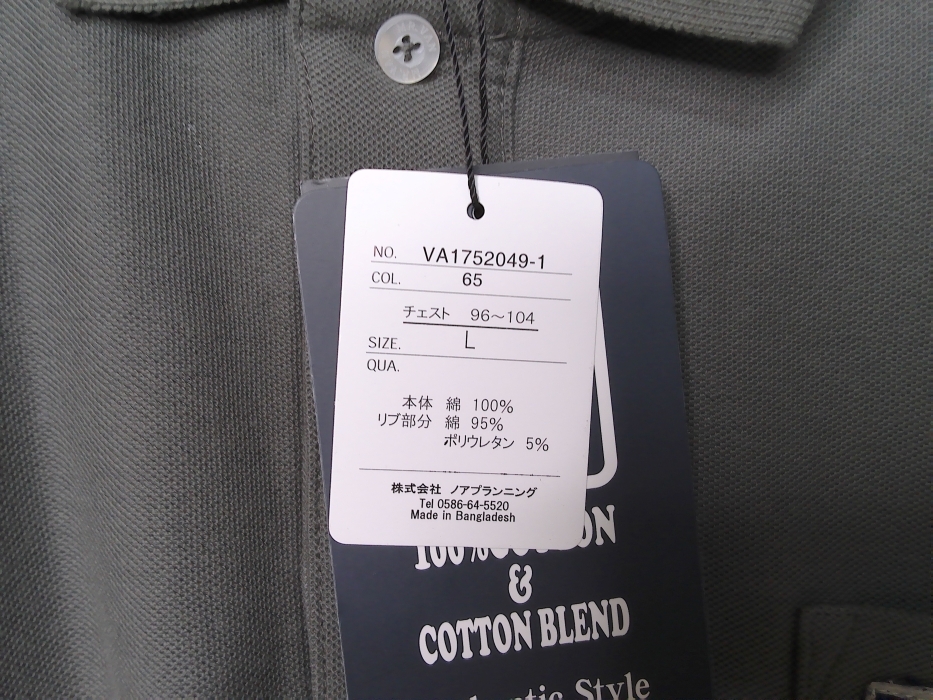 NO. VA1752049-1
COL. 65
チェスト 96～104
SIZE. L
QUA.
本体 綿 100%
リブ部分 綿 95%
ポリウレタン 5%
株式会社 ノアプランニング
Tel 0586-64-5520
Made in Bangladesh
100%
&
COTTON BLEND
Style